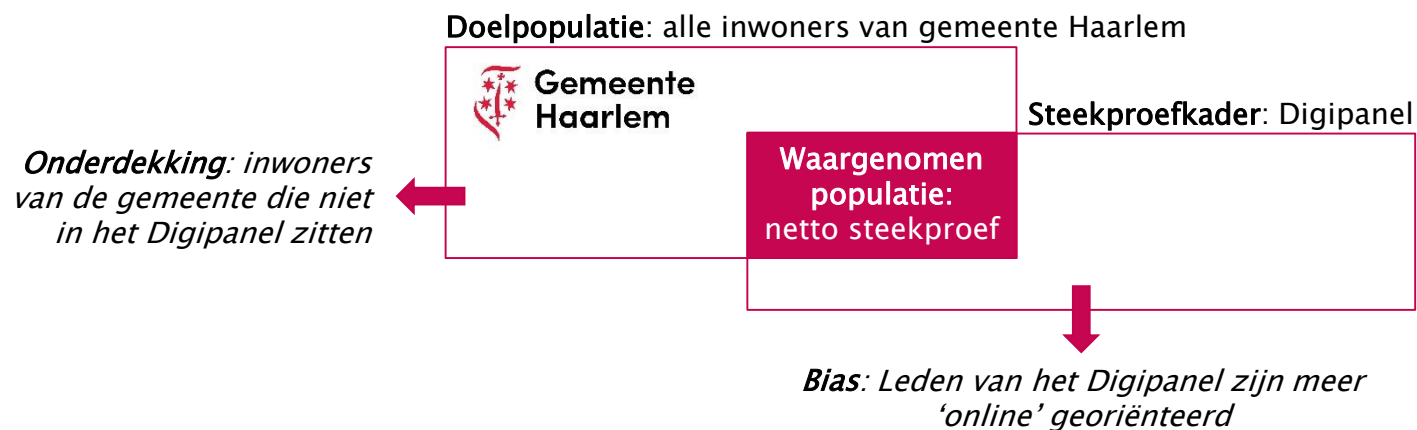 Doelpopulatie: alle inwoners van gemeente Haarlem
Gemeente
Haarlem
Steekproefkader: Digipanel
Onderdekking: inwoners
van de gemeente die niet
in het Digipanel zitten
Waargenomen
populatie:
netto steekproef
Bias: Leden van het Digipanel zijn meer
‘online’ georiënteerd